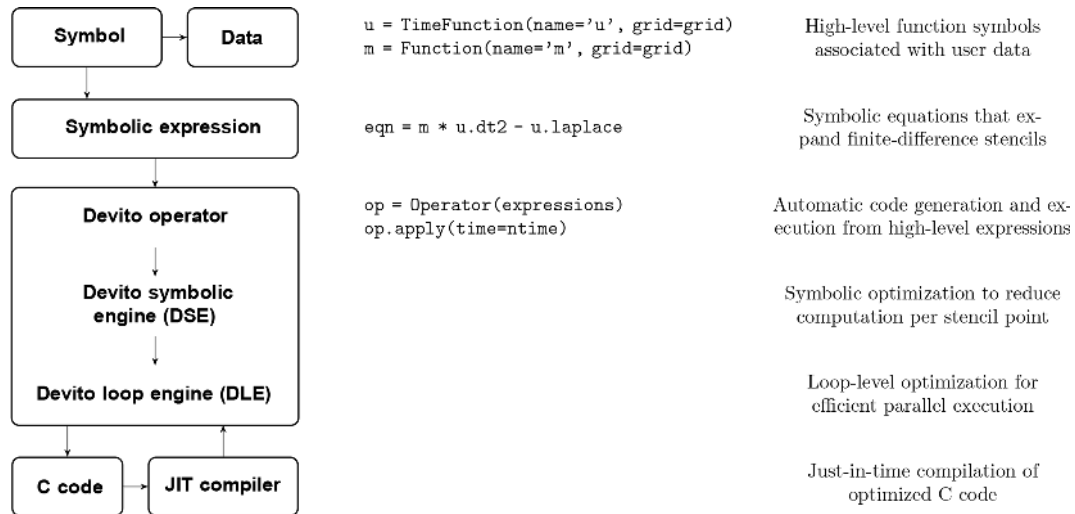 Symbol
Data
u = TimeFunction(name='u', grid=grid)
m = Function(name='m', grid=grid)
High-level function symbols
associated with user data
Symbolic expression
eqn = m * u.dt2 - u.laplace
Symbolic equations that ex-
pand finite-difference stencils
Devito operator
op = Operator(expressions)
op.apply(time=ntime)
Automatic code generation and ex-
ecution from high-level expressions
Devito symbolic
engine (DSE)
Symbolic optimization to reduce
computation per stencil point
Devito loop engine (DLE)
Loop-level optimization for
efficient parallel execution
C code
JIT compiler
Just-in-time compilation of
optimized C code